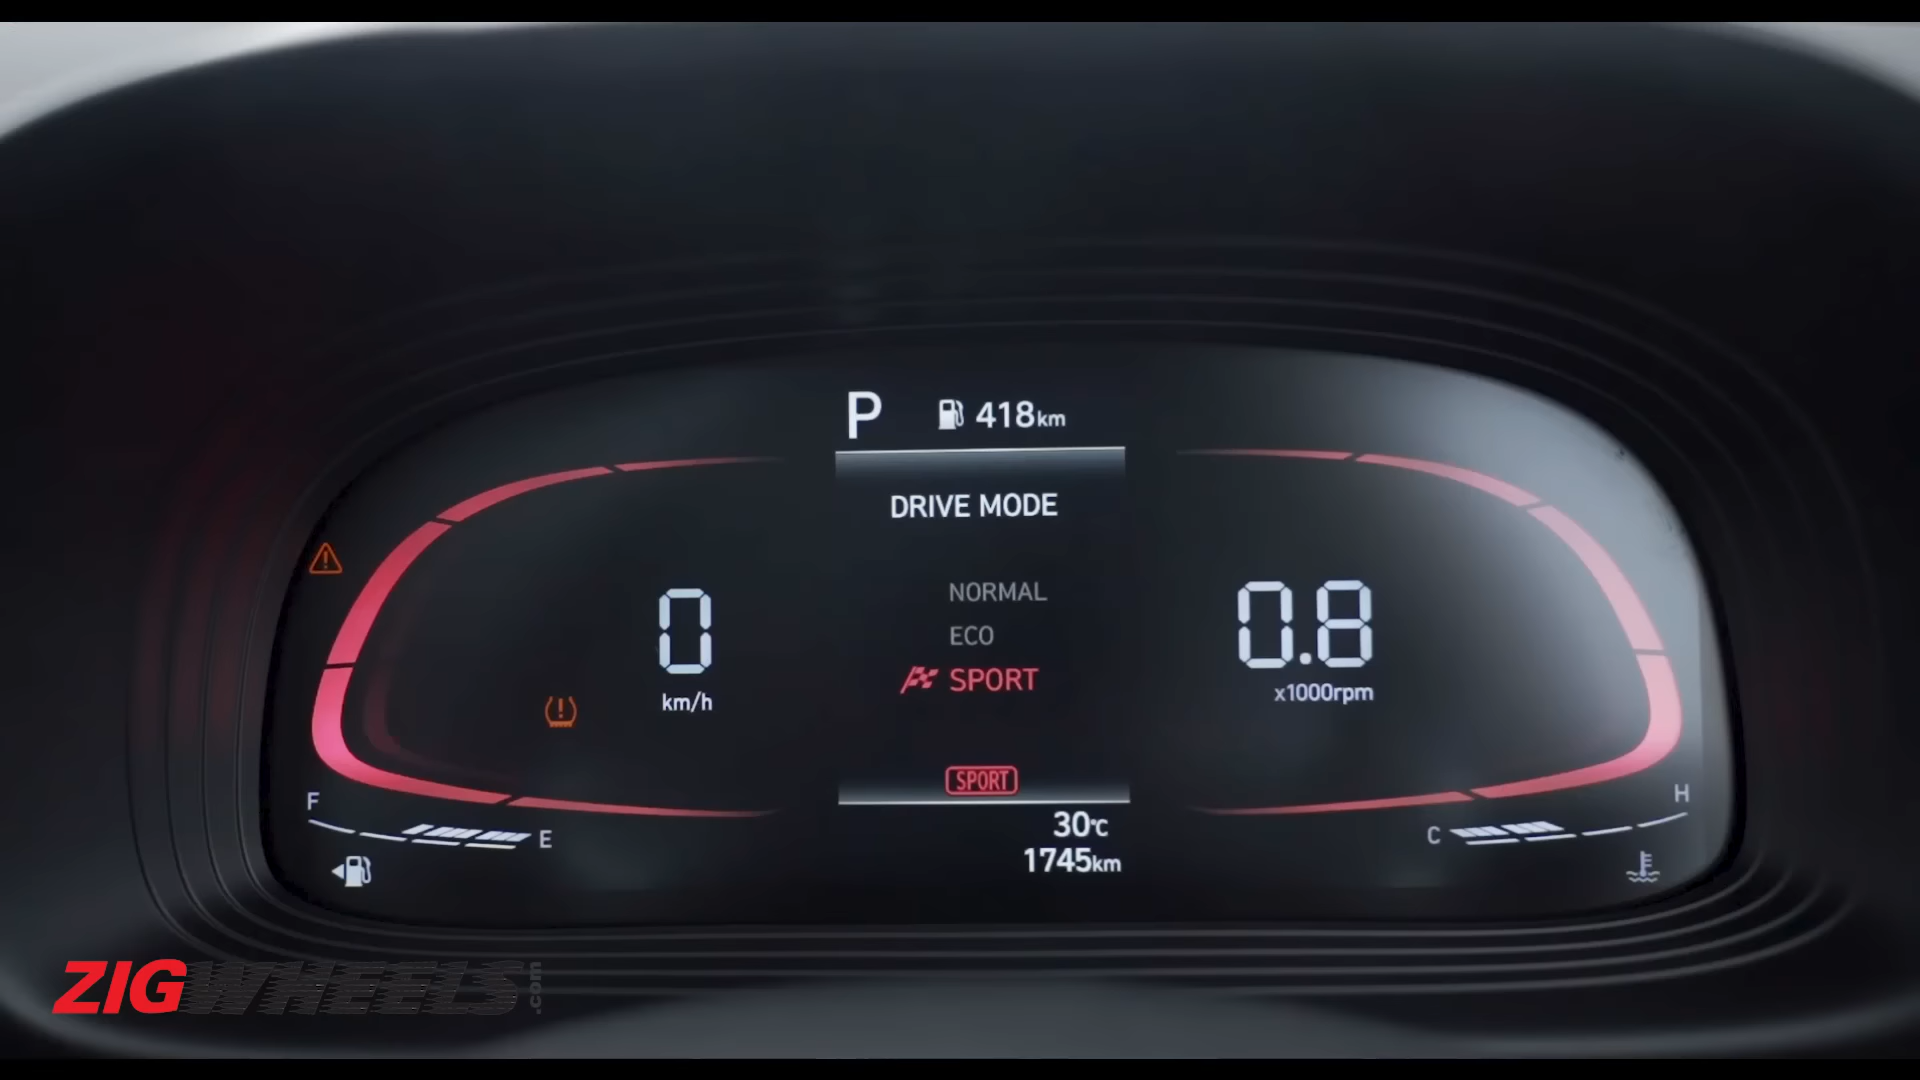 P 418km
DRIVE MODE
NORMAL
ECO
SPORT
0
km/h
0.8
x1000rpm
SPORT
F
E
30°C
1745km
C
H
ZIGWHEELS.com